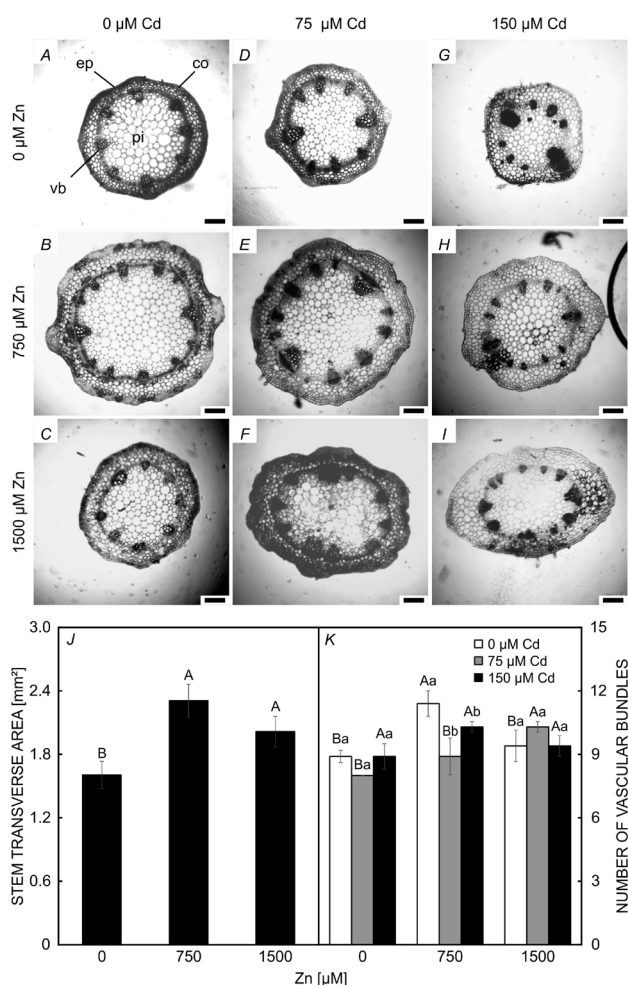 0 µM Cd 75 µM Cd 150 µM Cd
0 µM Zn
A
ep
co
pi
vb
D
G
750 µM Zn
B
E
H
1500 µM Zn
C
F
I
STEM TRANSVERSE AREA [mm²]
3.0
2.4
1.8
1.2
0.6
0
J
B
A
A
0 750 1500
K
0 µM Cd
75 µM Cd
150 µM Cd
Ba Ba Aa
Aa Bb Ab
Ba Aa Aa
0 750 1500
15
12
9
6
3
0
NUMBER OF VASCULAR BUNDLES
Zn [µM]